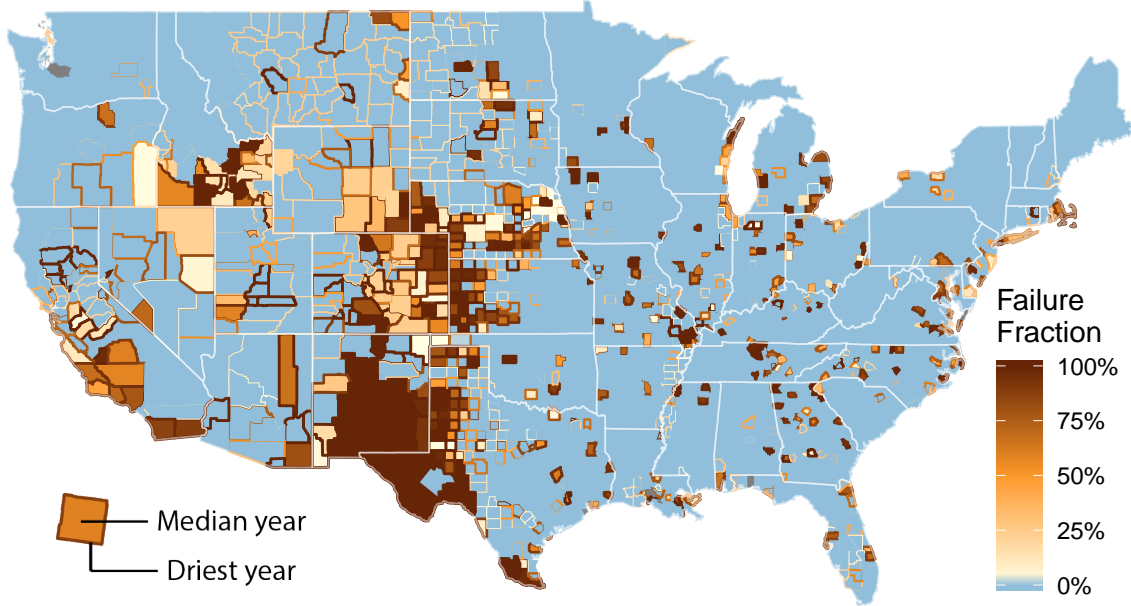 Failure
Fraction
100%
75%
50%
25%
0%
Median year
Driest year